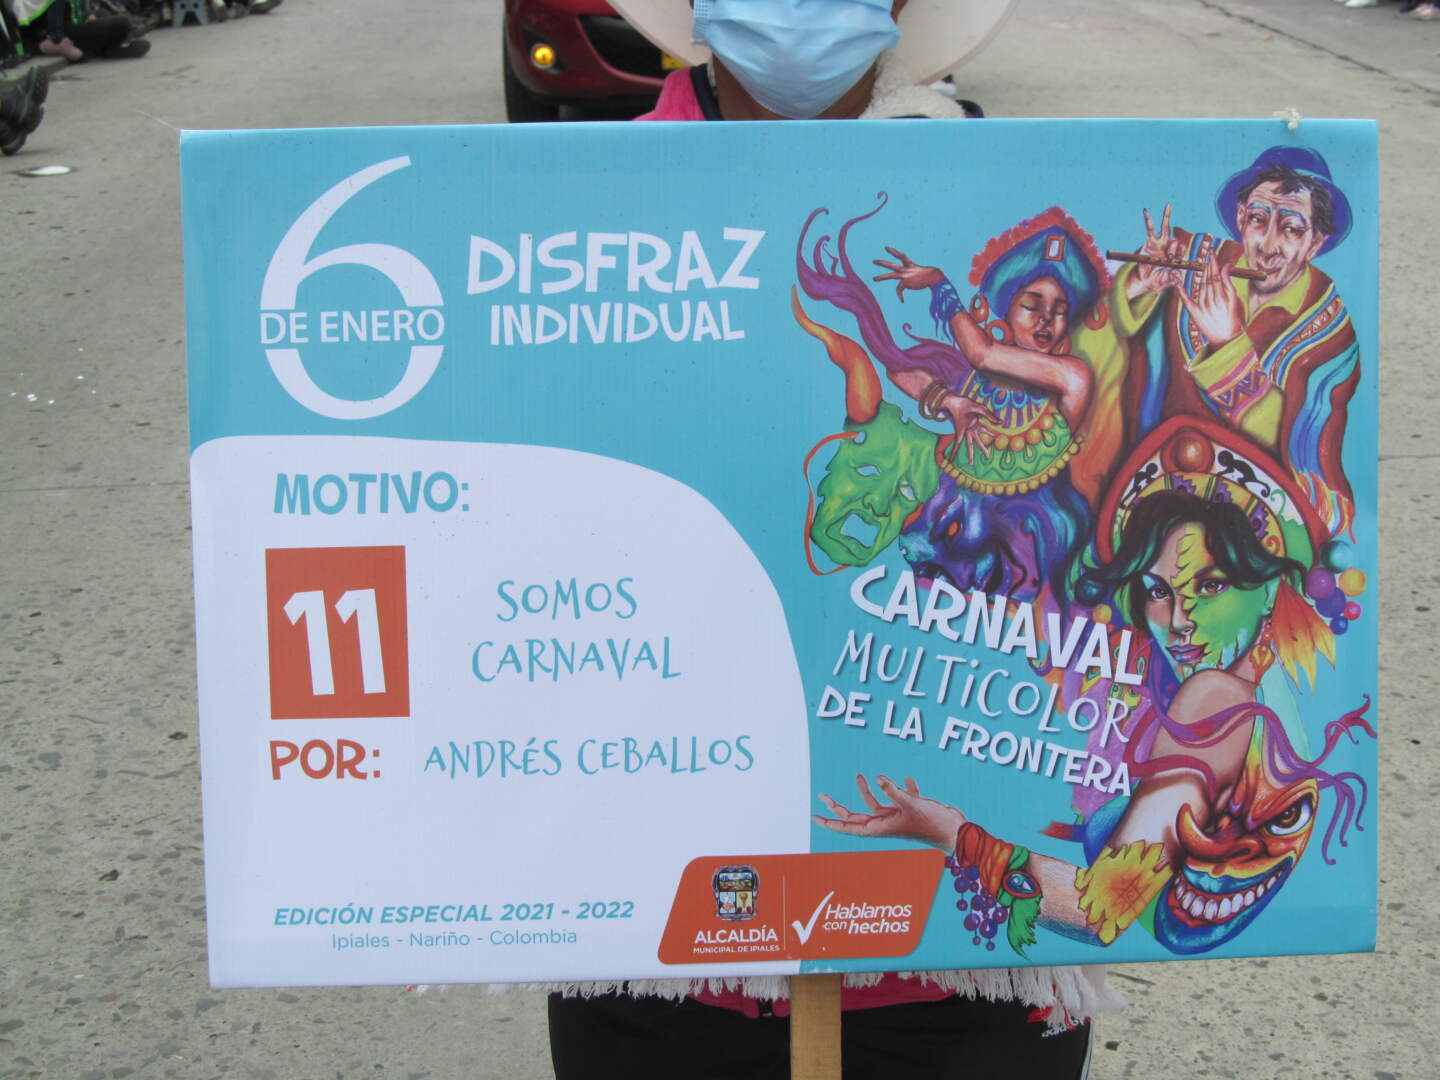 6
DE ENERO
DISFRAZ
INDIVIDUAL
MOTIVO:
11
SOMOS
CARNAVAL
POR: ANDRÉS CEBALLOS
CARNAVAL
MULTiCOLOR
DE LA FRONTERA
EDICIÓN ESPECIAL 2021 - 2022
Ipiales - Nariño - Colombia
ALCALDÍA
MUNICIPAL DE IPIALES
Hablamos
con hechos